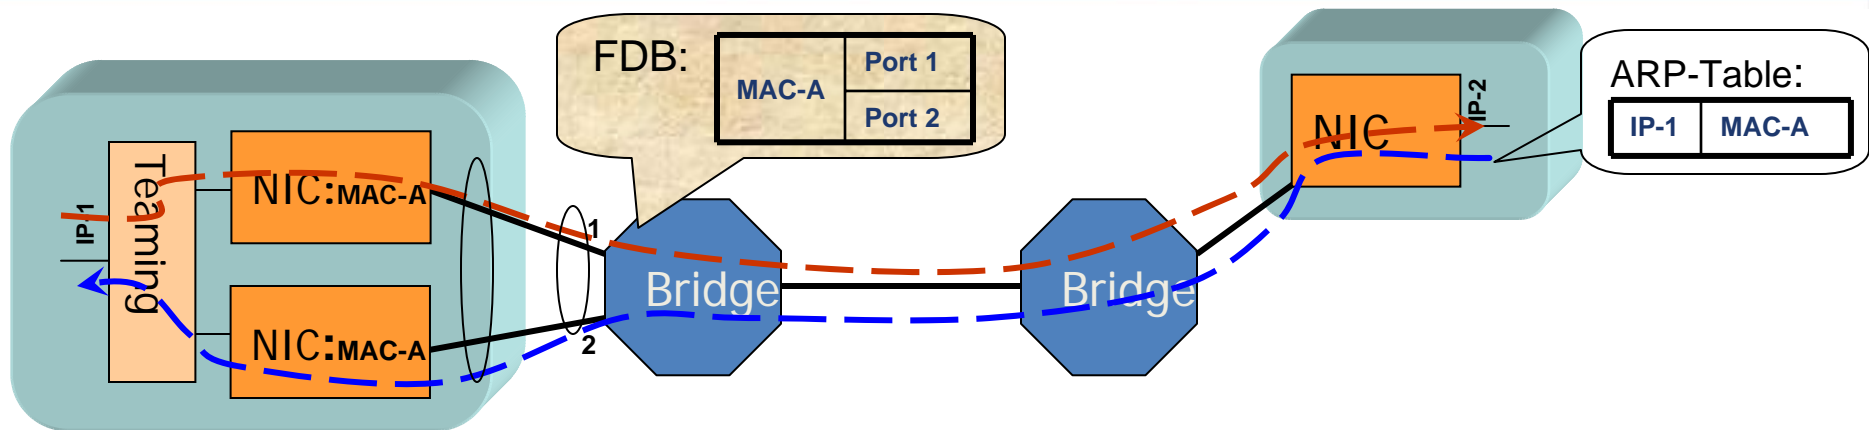 FDB:
MAC-A
Port 1
Port 2
IP-1
Teaming
NIC:MAC-A
NIC:MAC-A
1
2
Bridge
Bridge
NIC
IP-2
ARP-Table:
IP-1 MAC-A